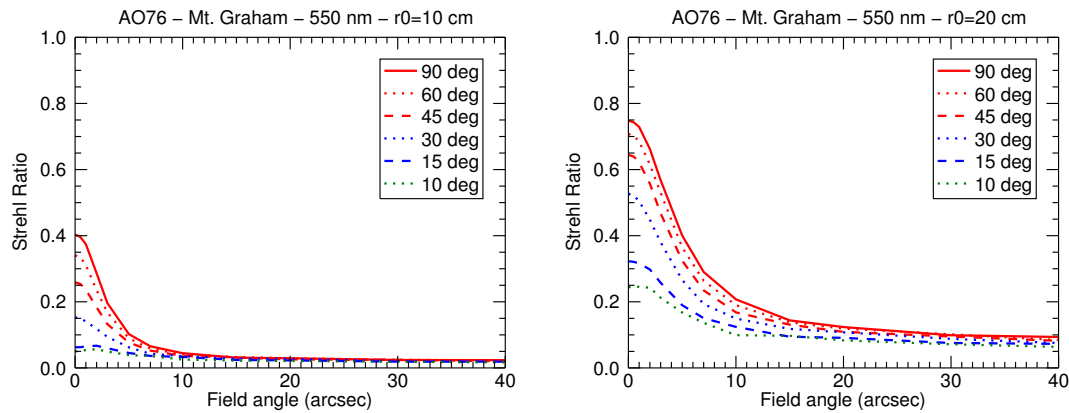 AO76 − Mt. Graham − 550 nm − r0=10 cm
1.0
0.8
0.6
0.4
0.2
0.0
Strehl Ratio
0
10
20
30
40
Field angle (arcsec)
90 deg
60 deg
45 deg
30 deg
15 deg
10 deg
AO76 − Mt. Graham − 550 nm − r0=20 cm
1.0
0.8
0.6
0.4
0.2
0.0
Strehl Ratio
0
10
20
30
40
Field angle (arcsec)
90 deg
60 deg
45 deg
30 deg
15 deg
10 deg